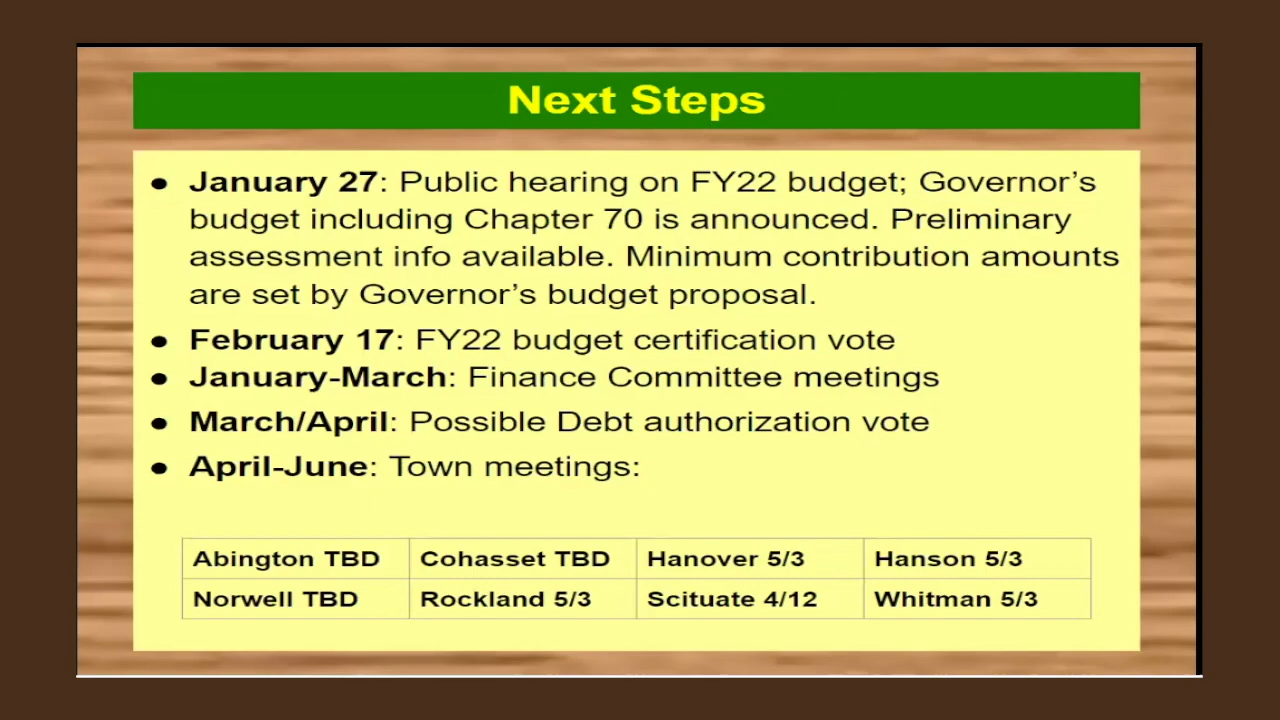 Next Steps
● January 27: Public hearing on FY22 budget; Governor's
budget including Chapter 70 is announced. Preliminary
assessment info available. Minimum contribution amounts
are set by Governor's budget proposal.
● February 17: FY22 budget certification vote
● January-March: Finance Committee meetings
● March/April: Possible Debt authorization vote
● April-June: Town meetings:
Abington TBD Cohasset TBD Hanover 5/3 Hanson 5/3
Norwell TBD Rockland 5/3 Scituate 4/12 Whitman 5/3